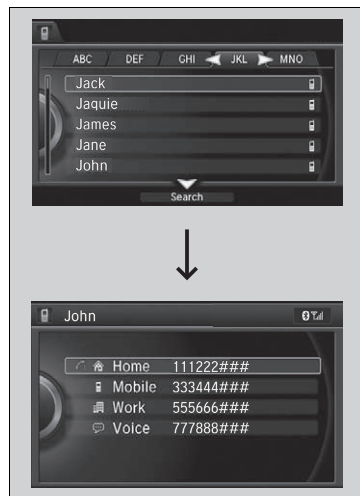 ABC DEF GHI JKL MNO
Jack
Jaquie
James
Jane
John
Search
John
Home 111222###
Mobile 333444###
Work 555666###
Voice 777888###